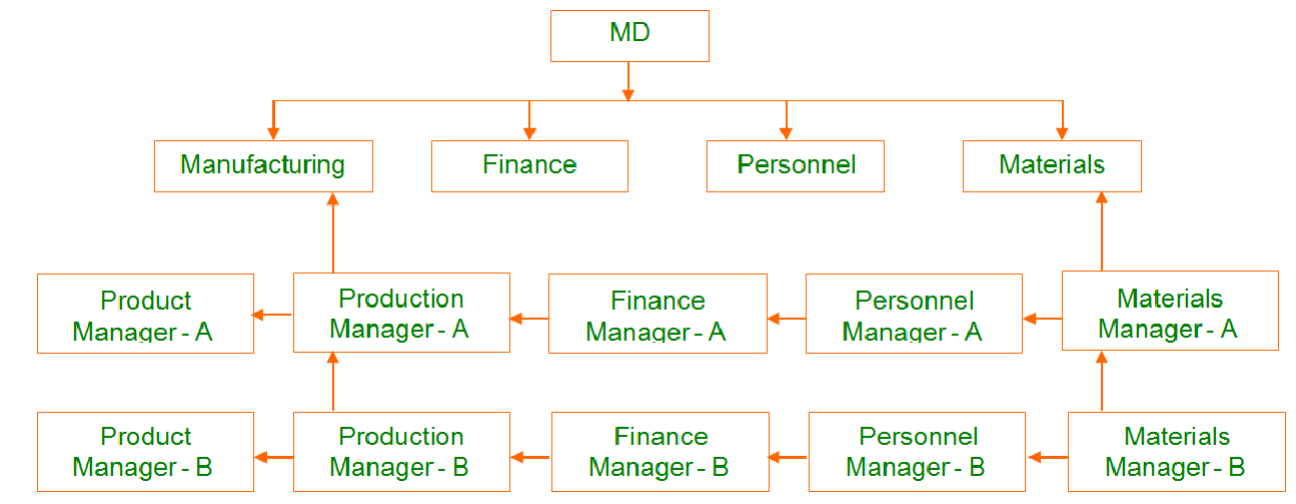 MD
Manufacturing
Finance
Personnel
Materials
Product
Manager - A
Production
Manager - A
Finance
Manager - A
Personnel
Manager - A
Materials
Manager - A
Product
Manager - B
Production
Manager - B
Finance
Manager - B
Personnel
Manager - B
Materials
Manager - B